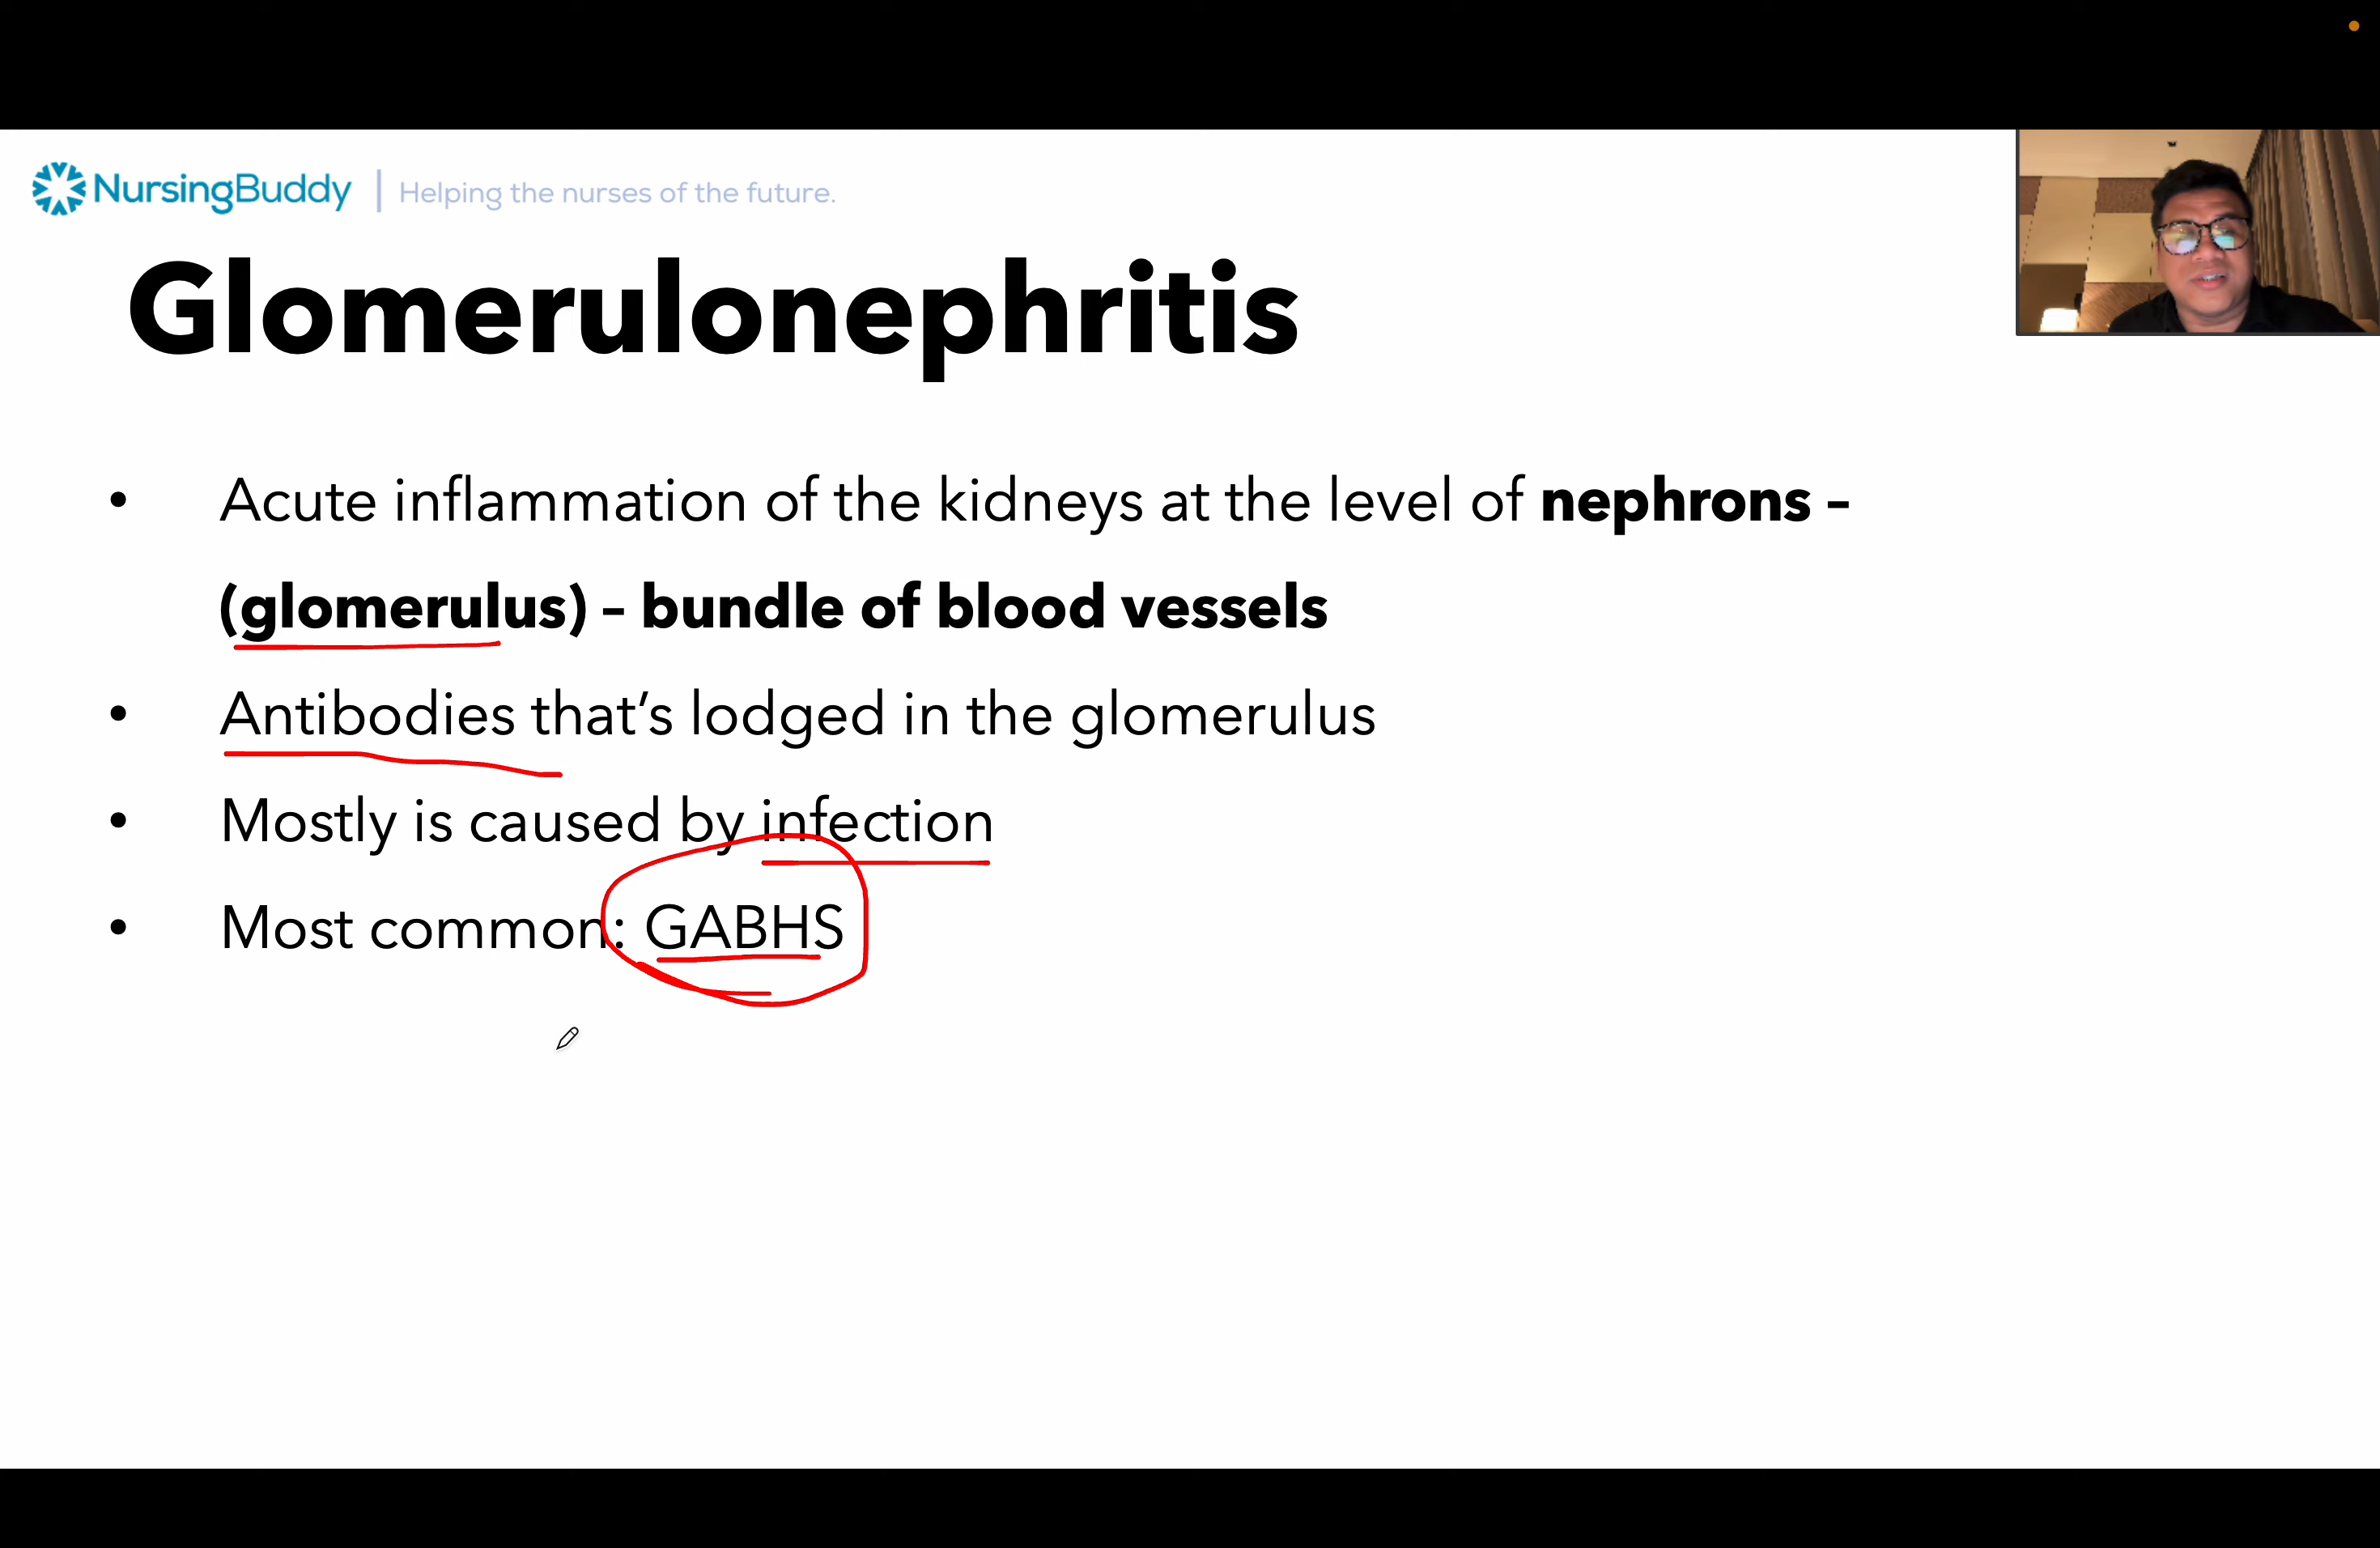 NursingBuddy | Helping the nurses of the future.
Glomerulonephritis
• Acute inflammation of the kidneys at the level of nephrons –
(glomerulus) – bundle of blood vessels
• Antibodies that’s lodged in the glomerulus
• Mostly is caused by infection
• Most common: GABHS